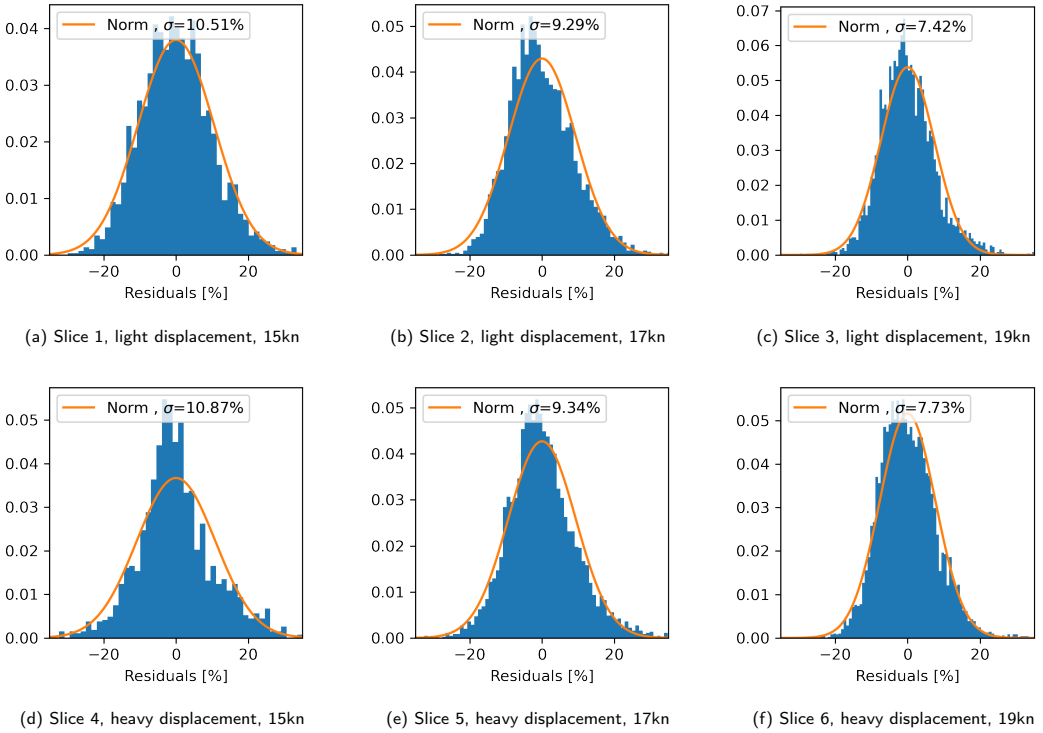 Norm , σ=10.51%
0.04
0.03
0.02
0.01
0.00
−20 0 20
Residuals [%]
(a) Slice 1, light displacement, 15kn
Norm , σ=9.29%
0.05
0.04
0.03
0.02
0.01
0.00
−20 0 20
Residuals [%]
(b) Slice 2, light displacement, 17kn
Norm , σ=7.42%
0.07
0.06
0.05
0.04
0.03
0.02
0.01
0.00
−20 0 20
Residuals [%]
(c) Slice 3, light displacement, 19kn
Norm , σ=10.87%
0.05
0.04
0.03
0.02
0.01
0.00
−20 0 20
Residuals [%]
(d) Slice 4, heavy displacement, 15kn
Norm , σ=9.34%
0.05
0.04
0.03
0.02
0.01
0.00
−20 0 20
Residuals [%]
(e) Slice 5, heavy displacement, 17kn
Norm , σ=7.73%
0.05
0.04
0.03
0.02
0.01
0.00
−20 0 20
Residuals [%]
(f) Slice 6, heavy displacement, 19kn